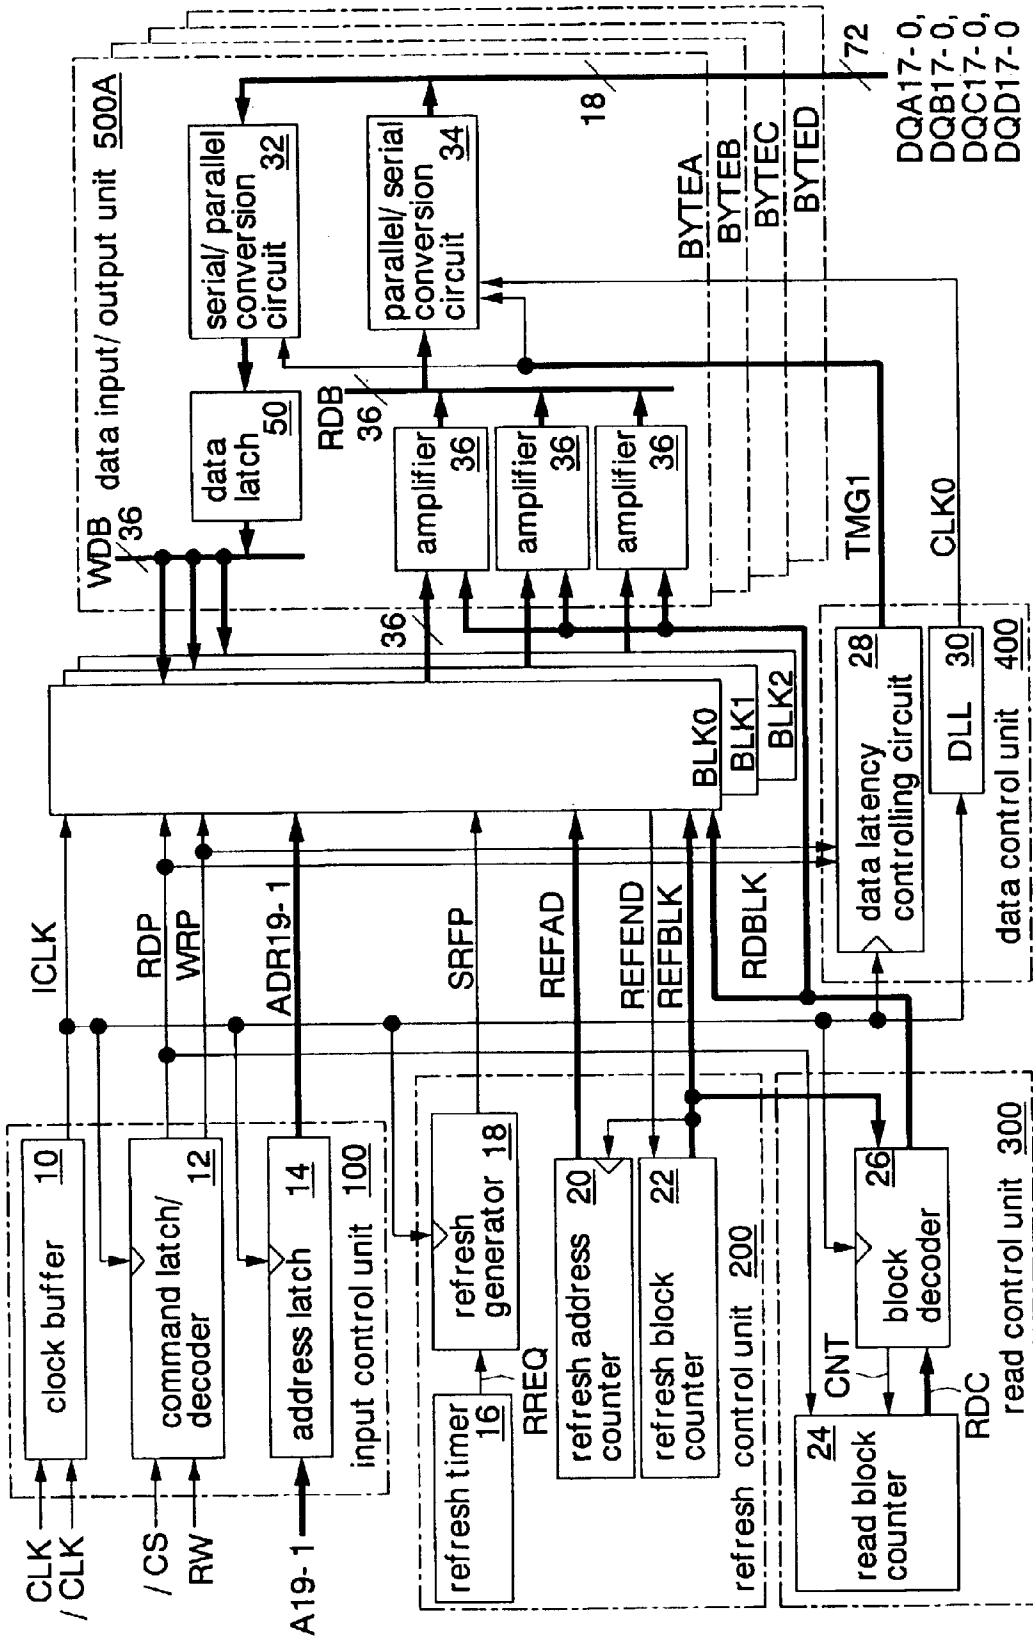 CLK
/ CLK
/ CS
RW
A19- 1
clock buffer
10
command latch/
decoder
12
address latch
14
input control unit 100
ICLK
RDP
WRP
ADR19- 1
SRFP
REFAD
REFEND
REFBLK
RDBLK
refresh timer
16
RREQ
refresh
generator
18
refresh address
counter
20
refresh block
counter
22
refresh control unit 200
read block
counter
24
CNT
RDC
block
decoder
26
read control unit 300
BLK0
BLK1
BLK2
data latency
controlling circuit
28
DLL
30
data control unit 400
TMG1
CLK0
data input/ output unit 500A
WDB
36
data
latch
50
serial/ parallel
conversion
circuit
32
RDB
36
36
amplifier
36
amplifier
36
amplifier
36
parallel/ serial
conversion
circuit
34
18
72
BYTEA
BYTEB
BYTEC
BYTED
DQA17- 0,
DQB17- 0,
DQC17- 0,
DQD17- 0